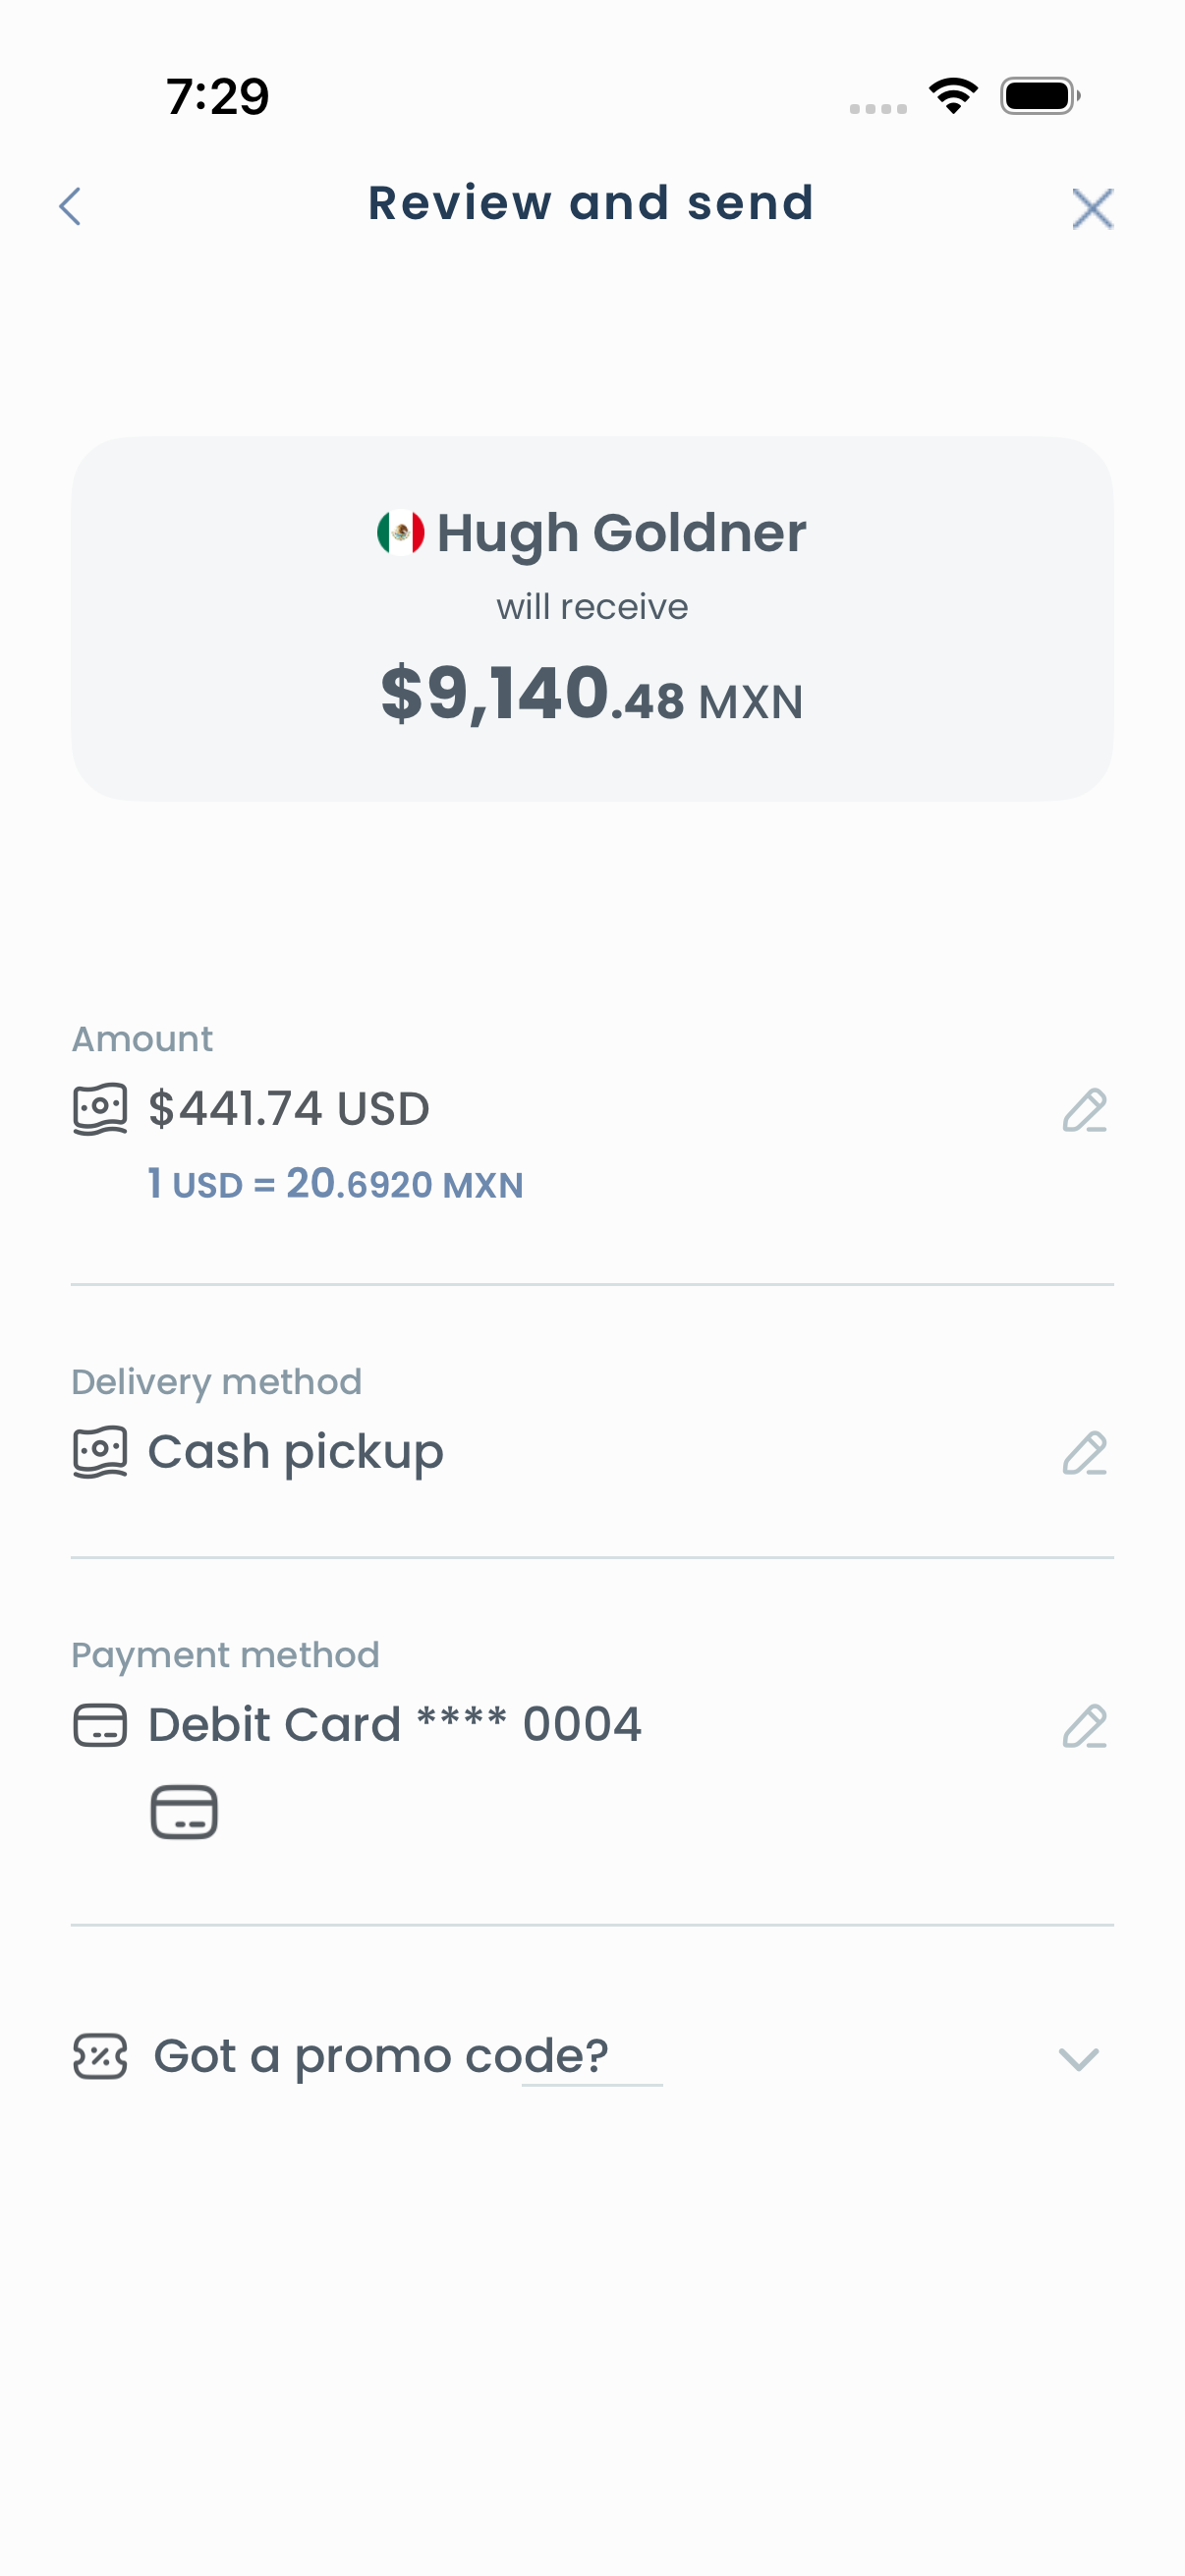 7:29
Review and send
Hugh Goldner
will receive
$9,140.48 MXN
Amount
$441.74 USD
1 USD = 20.6920 MXN
Delivery method
Cash pickup
Payment method
Debit Card **** 0004
Got a promo code?